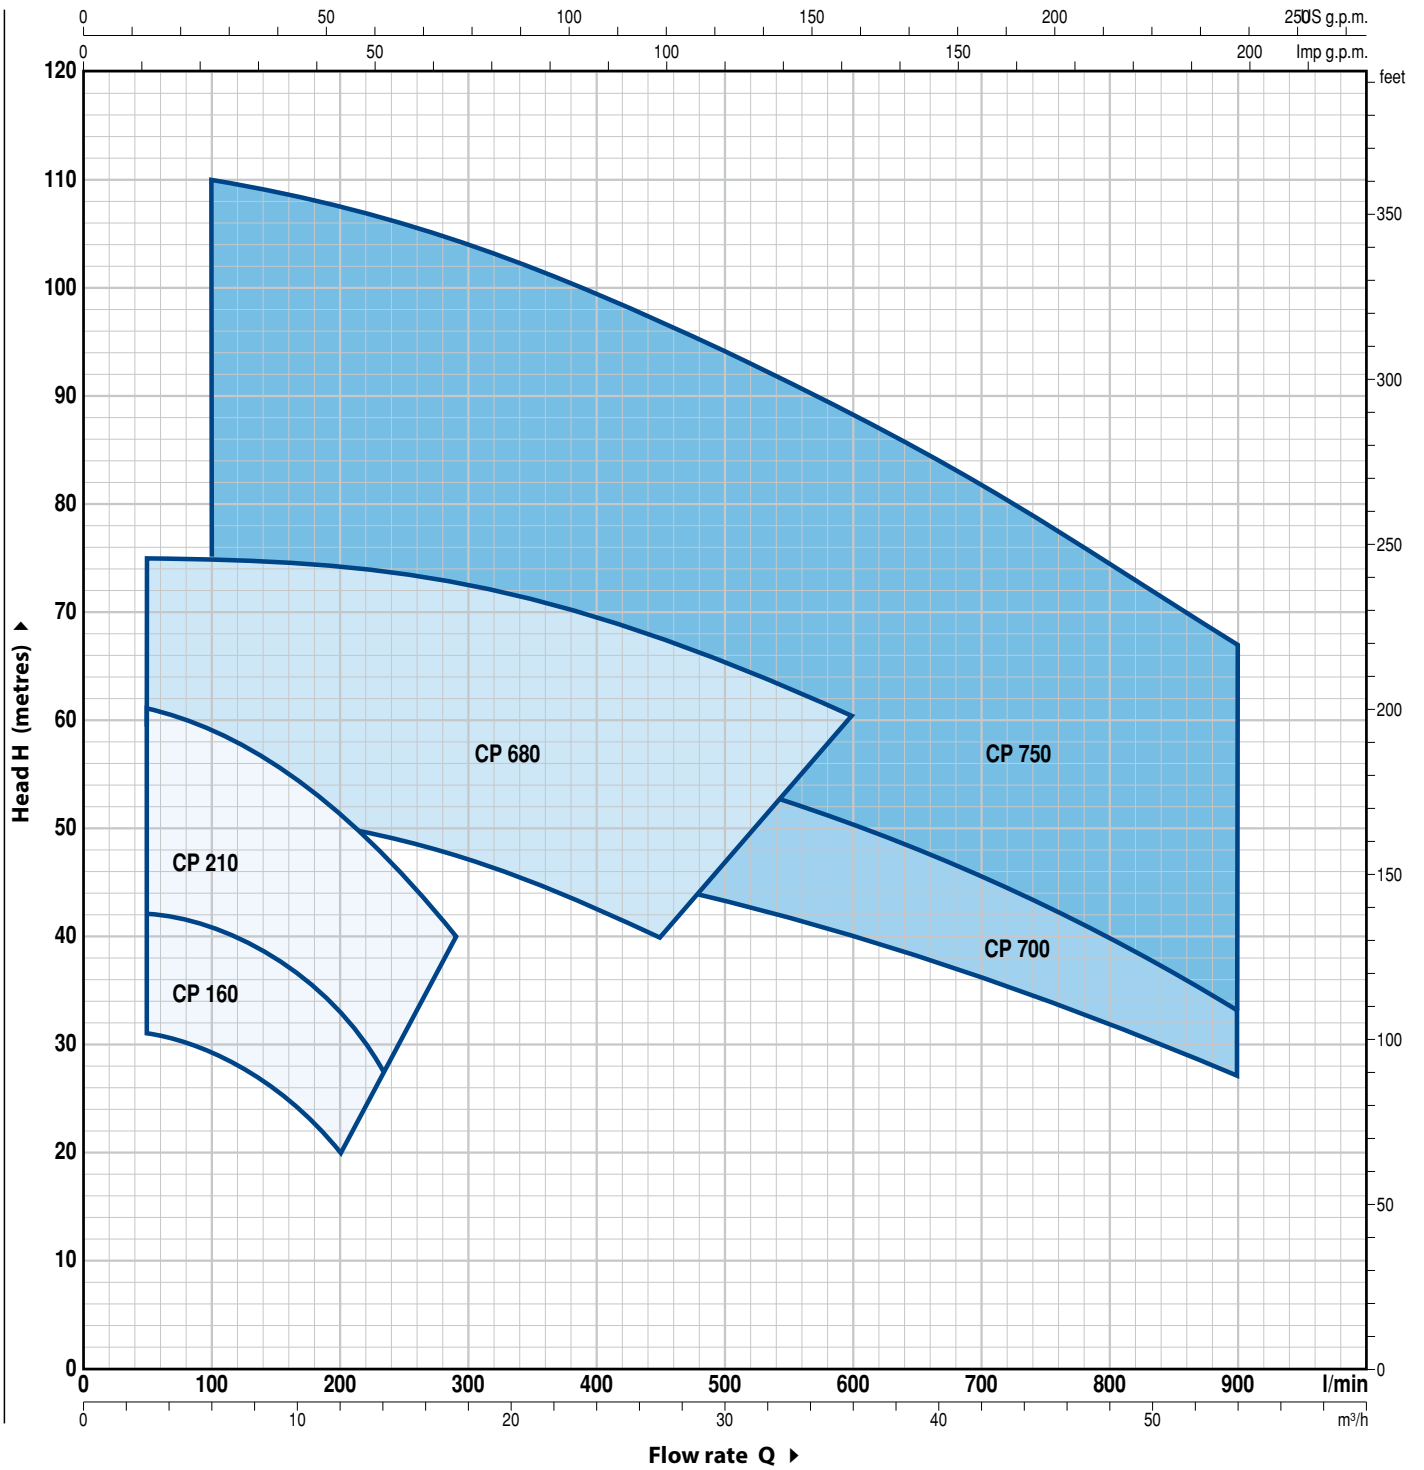 0 50 100 150 200 250 US g.p.m.
0 50 100 150 200 Imp g.p.m.
120
feet
110
350
100
300
90
80
250
70
Head H (metres)
200
60
CP 680
CP 750
50
CP 210
150
CP 700
40
CP 160
30
100
20
50
10
0
0
0 100 200 300 400 500 600 700 800 900 l/min
0 10 20 30 40 50 m³/h
Flow rate Q